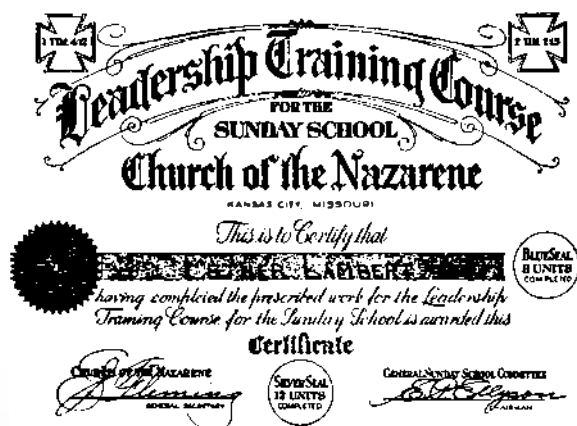 1 TIM. 4:12
2 TIM. 2:15
Leadership Training Course
FOR THE
SUNDAY SCHOOL
Church of the Nazarene
KANSAS CITY, MISSOURI
This is to Certify that
LAMBERT
BLUE SEAL
8 UNITS
COMPLETED
having completed the prescribed work for the Leadership
Training Course for the Sunday School is awarded this
Certificate
CHURCH OF THE NAZARENE
GENERAL SUNDAY SCHOOL COMMITTEE
SILVER SEAL
12 UNITS
COMPLETED
Fleming
E. P. Ellyson
GENERAL SECRETARY
CHAIRMAN